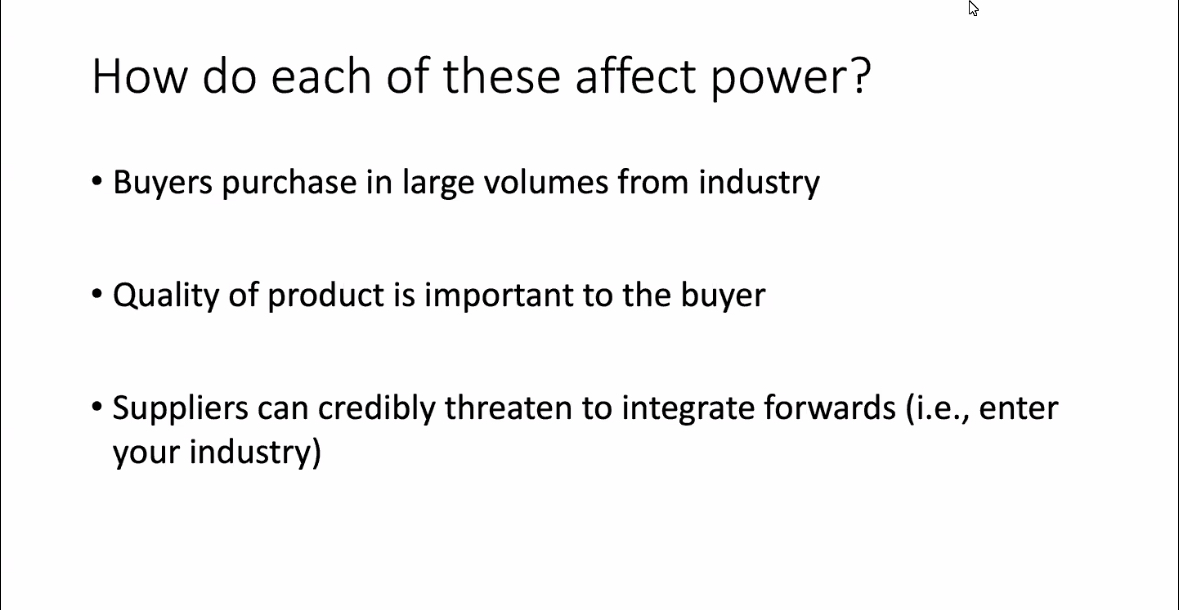 How do each of these affect power?
• Buyers purchase in large volumes from industry
• Quality of product is important to the buyer
• Suppliers can credibly threaten to integrate forwards (i.e., enter
your industry)